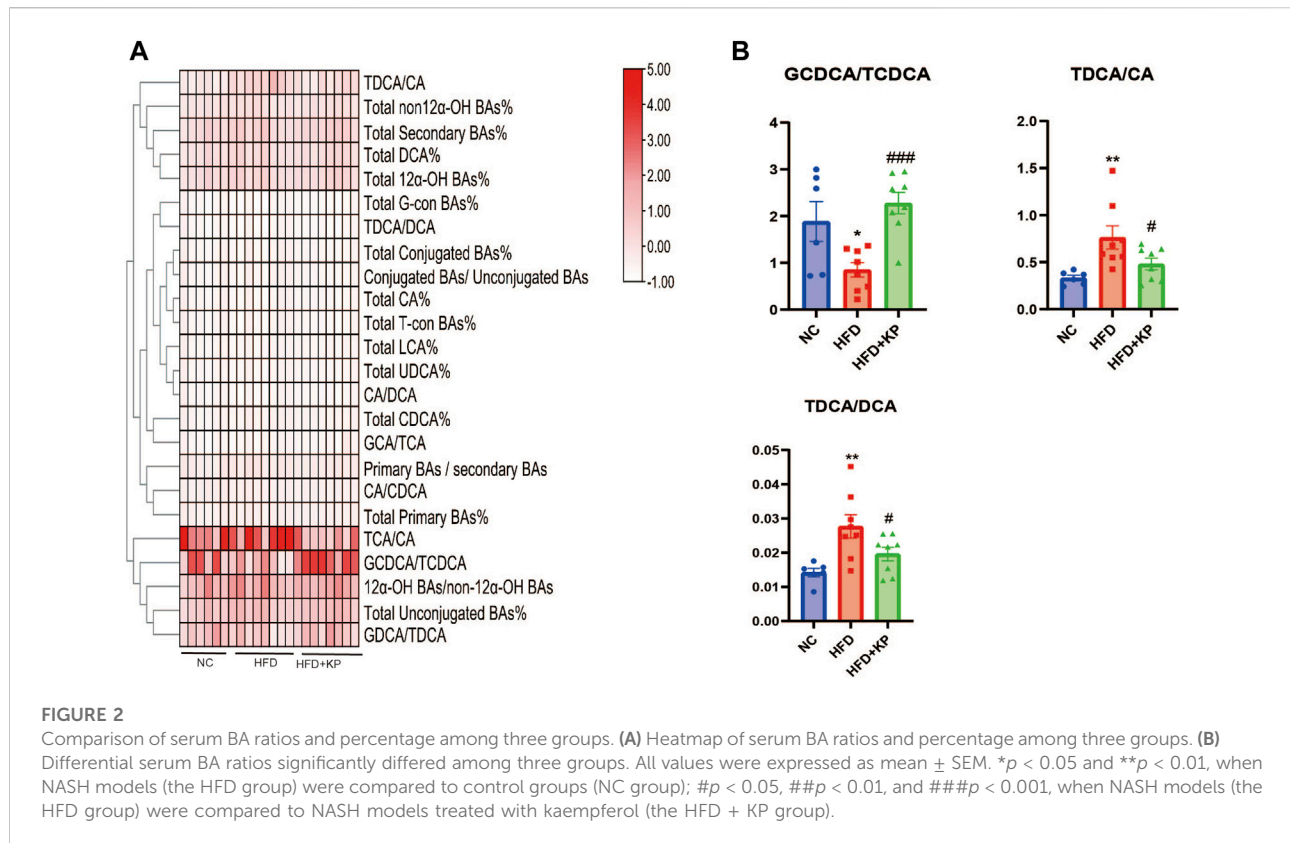 A
TDCA/CA
Total non12α-OH BAs%
Total Secondary BAs%
Total DCA%
Total 12α-OH BAs%
Total G-con BAs%
TDCA/DCA
Total Conjugated BAs%
Conjugated BAs/ Unconjugated BAs
Total CA%
Total T-con BAs%
Total LCA%
Total UDCA%
CA/DCA
Total CDCA%
GCA/TCA
Primary BAs / secondary BAs
CA/CDCA
Total Primary BAs%
TCA/CA
GCDCA/TCDCA
12α-OH BAs/non-12α-OH BAs
Total Unconjugated BAs%
GDCA/TDCA
NC HFD HFD+KP
5.00
4.00
3.00
2.00
1.00
0.00
-1.00
B
GCDCA/TCDCA
4
3
2
1
0
*
###
NC HFD HFD+KP
TDCA/CA
2.0
1.5
1.0
0.5
0.0
**
#
NC HFD HFD+KP
TDCA/DCA
0.05
0.04
0.03
0.02
0.01
0.00
**
#
NC HFD HFD+KP
FIGURE 2
Comparison of serum BA ratios and percentage among three groups. (A) Heatmap of serum BA ratios and percentage among three groups. (B)
Differential serum BA ratios significantly differed among three groups. All values were expressed as mean ± SEM. *p < 0.05 and **p < 0.01, when
NASH models (the HFD group) were compared to control groups (NC group); #p < 0.05, ##p < 0.01, and ###p < 0.001, when NASH models (the
HFD group) were compared to NASH models treated with kaempferol (the HFD + KP group).